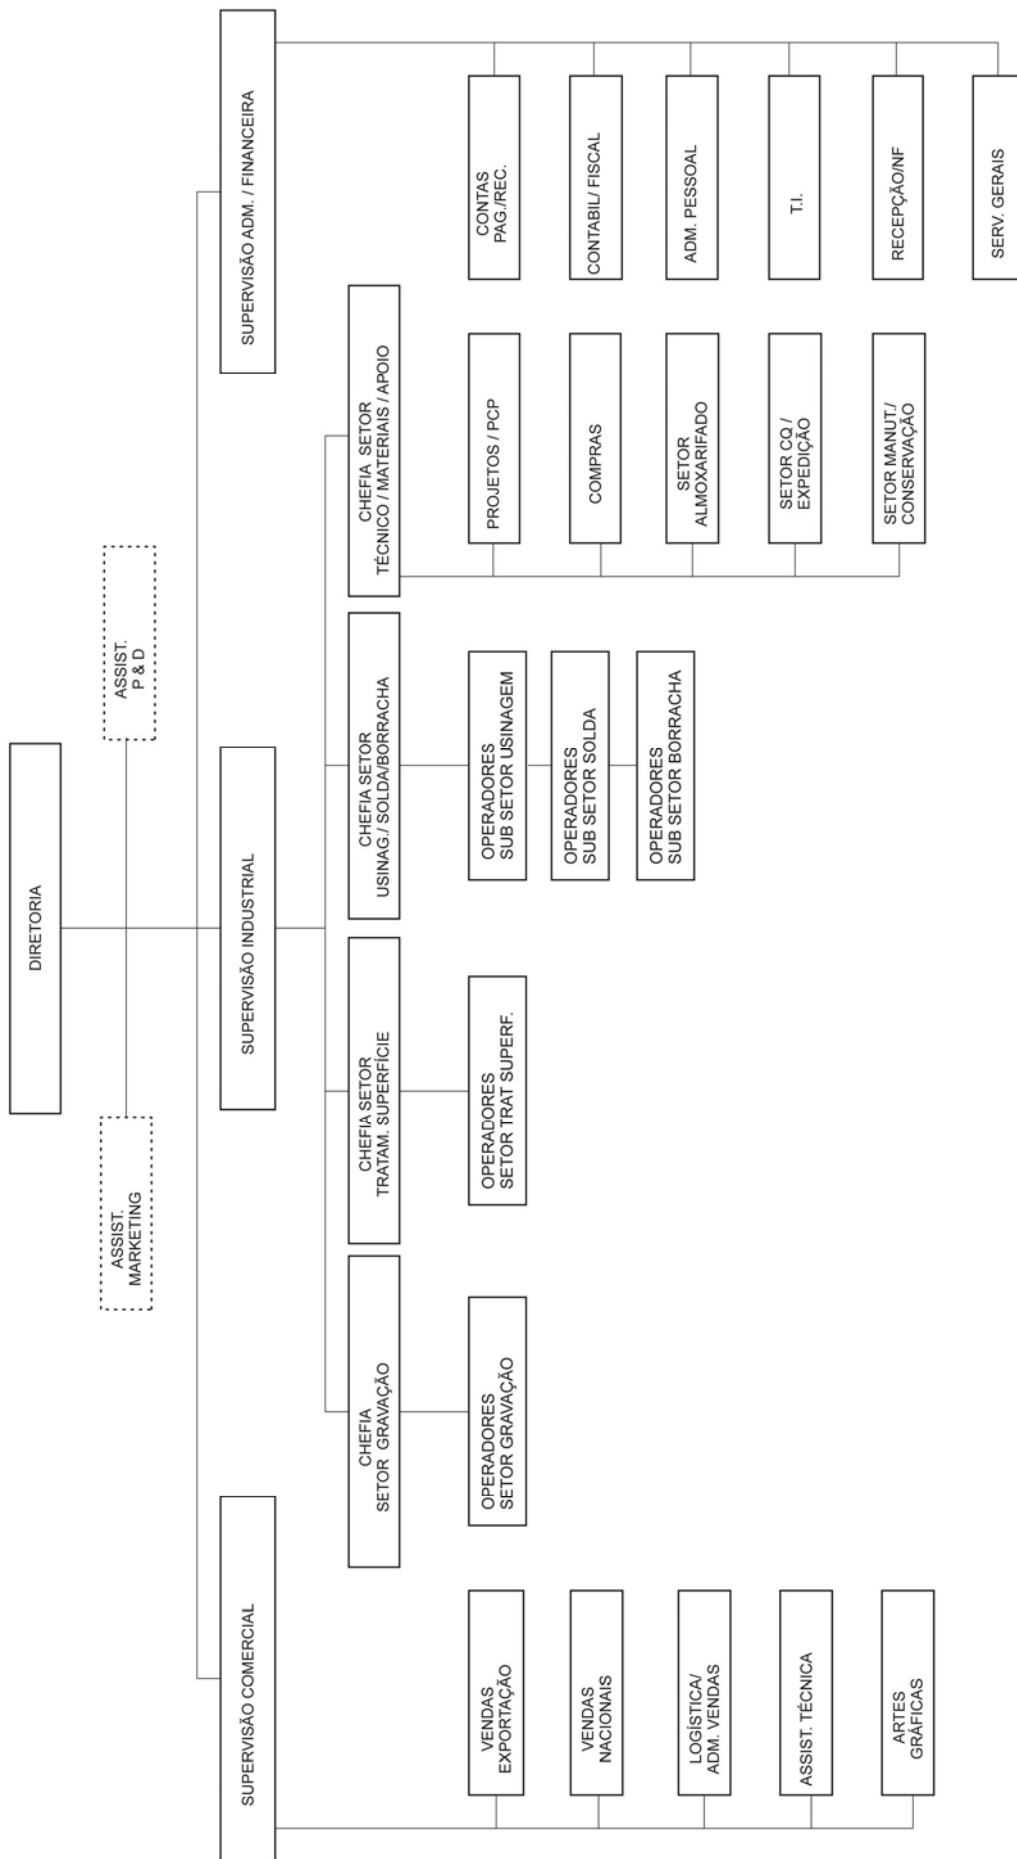 DIRETORIA
ASSIST.
MARKETING
ASSIST.
P & D
SUPERVISÃO COMERCIAL
SUPERVISÃO INDUSTRIAL
SUPERVISÃO ADM. / FINANCEIRA
CHEFIA
SETOR GRAVAÇÃO
CHEFIA SETOR
TRATAM. SUPERFÍCIE
CHEFIA SETOR
USINAG./ SOLDA/BORRACHA
CHEFIA SETOR
TÉCNICO / MATERIAIS / APOIO
VENDAS
EXPORTAÇÃO
VENDAS
NACIONAIS
LOGÍSTICA/
ADM. VENDAS
ASSIST. TÉCNICA
ARTES
GRÁFICAS
OPERADORES
SETOR GRAVAÇÃO
OPERADORES
SETOR TRAT SUPERF.
OPERADORES
SUB SETOR USINAGEM
OPERADORES
SUB SETOR SOLDA
OPERADORES
SUB SETOR BORRACHA
PROJETOS / PCP
COMPRAS
SETOR
ALMOXARIFADO
SETOR CQ /
EXPEDIÇÃO
SETOR MANUT./
CONSERVAÇÃO
CONTAS
PAG./REC.
CONTABIL/ FISCAL
ADM. PESSOAL
T.I.
RECEPÇÃO/NF
SERV. GERAIS